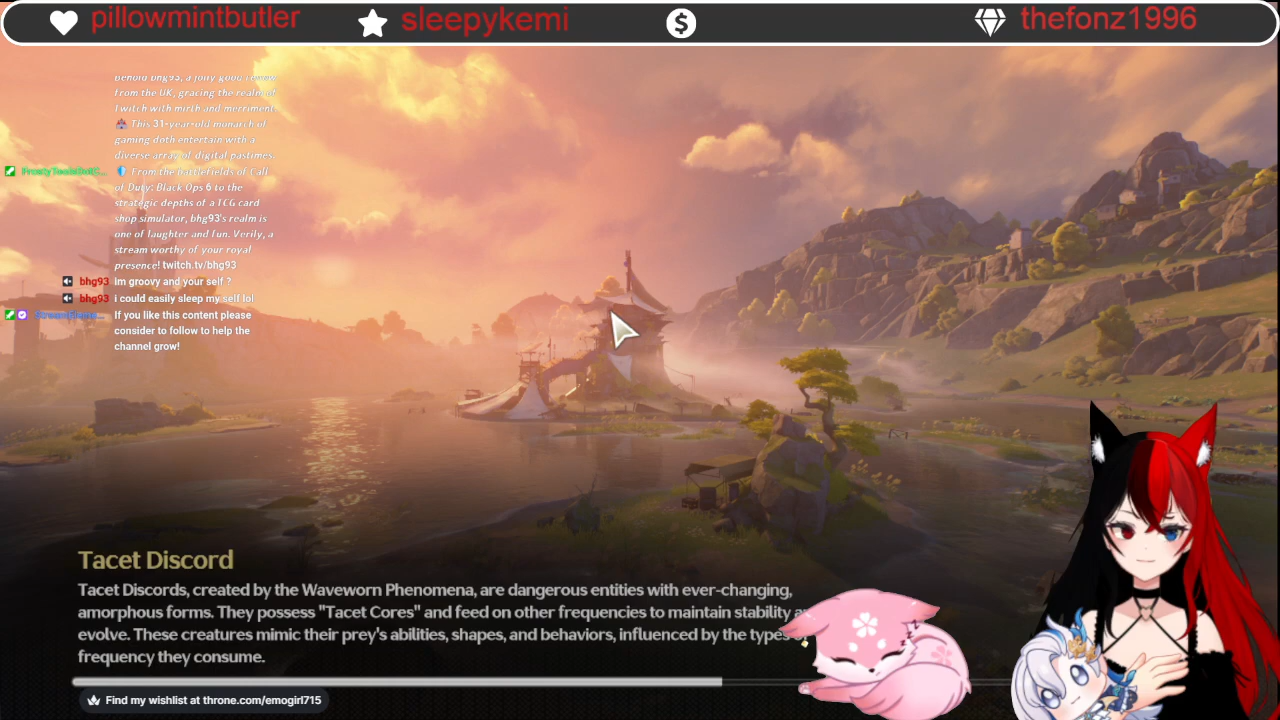 pillowmintbutler sleepykemi thefonz1996
Behold bhg93, a jolly good fellow
from the UK, gracing the realm of
Twitch with mirth and merriment.
This 31-year-old monarch of
gaming doth entertain with a
diverse array of digital pastimes.
From the battlefields of Call
of Duty: Black Ops 6 to the
strategic depths of a TCG card
shop simulator, bhg93's realm is
one of laughter and fun. Verily, a
stream worthy of your royal
presence! twitch.tv/bhg93
bhg93 im groovy and your self ?
bhg93 i could easily sleep my self lol
If you like this content please
consider to follow to help the
channel grow!
Tacet Discord
Tacet Discords, created by the Waveworn Phenomena, are dangerous entities with ever-changing,
amorphous forms. They possess "Tacet Cores" and feed on other frequencies to maintain stability
evolve. These creatures mimic their prey's abilities, shapes, and behaviors, influenced by the types
frequency they consume.
Find my wishlist at throne.com/emogirl715